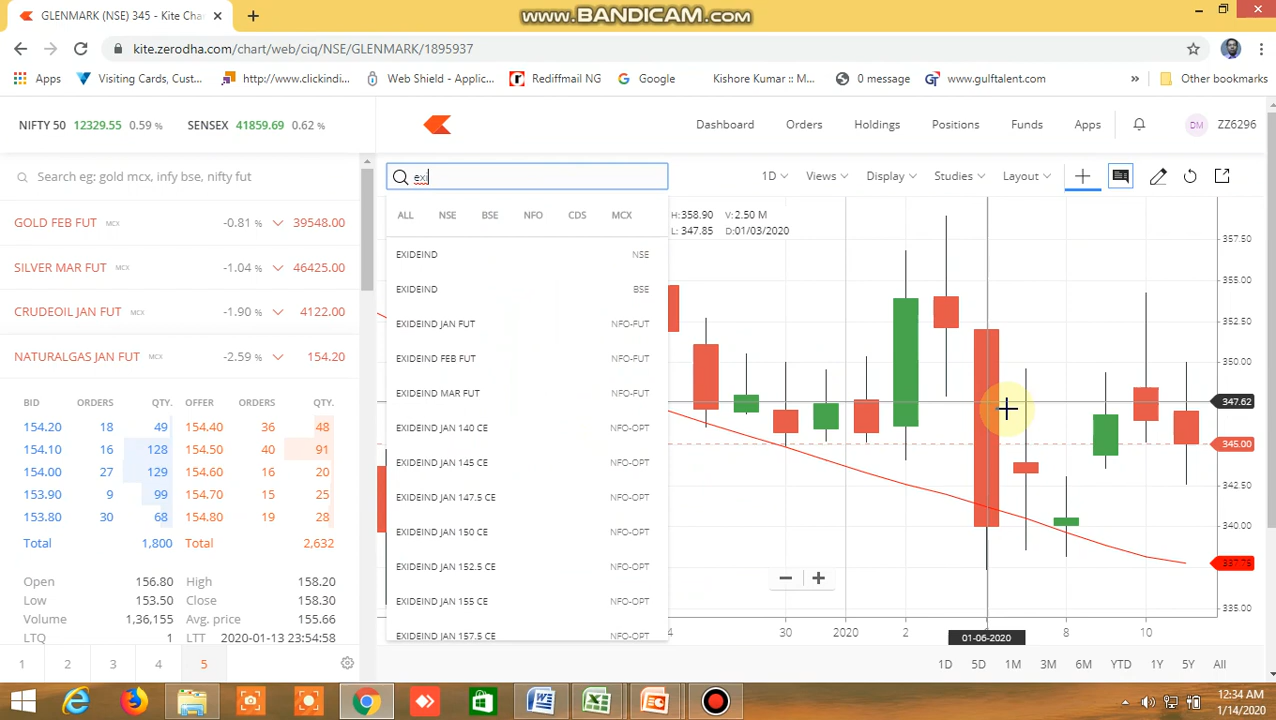 GLENMARK (NSE) 345 - Kite Cha
www.BANDICAM.com
kite.zerodha.com/chart/web/ciq/NSE/GLENMARK/1895937
Apps Visiting Cards, Cust... http://www.clickindi... Web Shield - Applic... Rediffmail NG Google Kishore Kumar :: M... 0 message www.gulftalent.com » Other bookmarks
NIFTY 50 12329.55 0.59 % SENSEX 41859.69 0.62 %
Dashboard Orders Holdings Positions Funds Apps DM ZZ6296
Search eg: gold mcx, infy bse, nifty fut
exi
1D Views Display Studies Layout
ALL NSE BSE NFO CDS MCX
H:358.90 V:2.50 M
L: 347.85 D:01/03/2020
GOLD FEB FUT MCX -0.81 % 39548.00
SILVER MAR FUT MCX -1.04 % 46425.00
CRUDEOIL JAN FUT MCX -1.90 % 4122.00
NATURALGAS JAN FUT MCX -2.59 % 154.20
BID ORDERS QTY. OFFER ORDERS QTY.
154.20 18 49 154.40 36 48
154.10 16 128 154.50 40 91
154.00 27 129 154.60 16 20
153.90 9 99 154.70 15 25
153.80 30 68 154.80 19 28
Total 1,800 Total 2,632
Open 156.80 High 158.20
Low 153.50 Close 158.30
Volume 1,36,155 Avg. price 155.66
LTQ 1 LTT 2020-01-13 23:54:58
1 2 3 4 5
EXIDEIND NSE
EXIDEIND BSE
EXIDEIND JAN FUT NFO-FUT
EXIDEIND FEB FUT NFO-FUT
EXIDEIND MAR FUT NFO-FUT
EXIDEIND JAN 140 CE NFO-OPT
EXIDEIND JAN 145 CE NFO-OPT
EXIDEIND JAN 147.5 CE NFO-OPT
EXIDEIND JAN 150 CE NFO-OPT
EXIDEIND JAN 152.5 CE NFO-OPT
EXIDEIND JAN 155 CE NFO-OPT
EXIDEIND JAN 157.5 CE NFO-OPT
357.50
355.00
352.50
350.00
347.62
345.00
342.50
340.00
337.75
335.00
4 30 2020 2 8 10
01-06-2020
1D 5D 1M 3M 6M YTD 1Y 5Y All
12:34 AM
1/14/2020